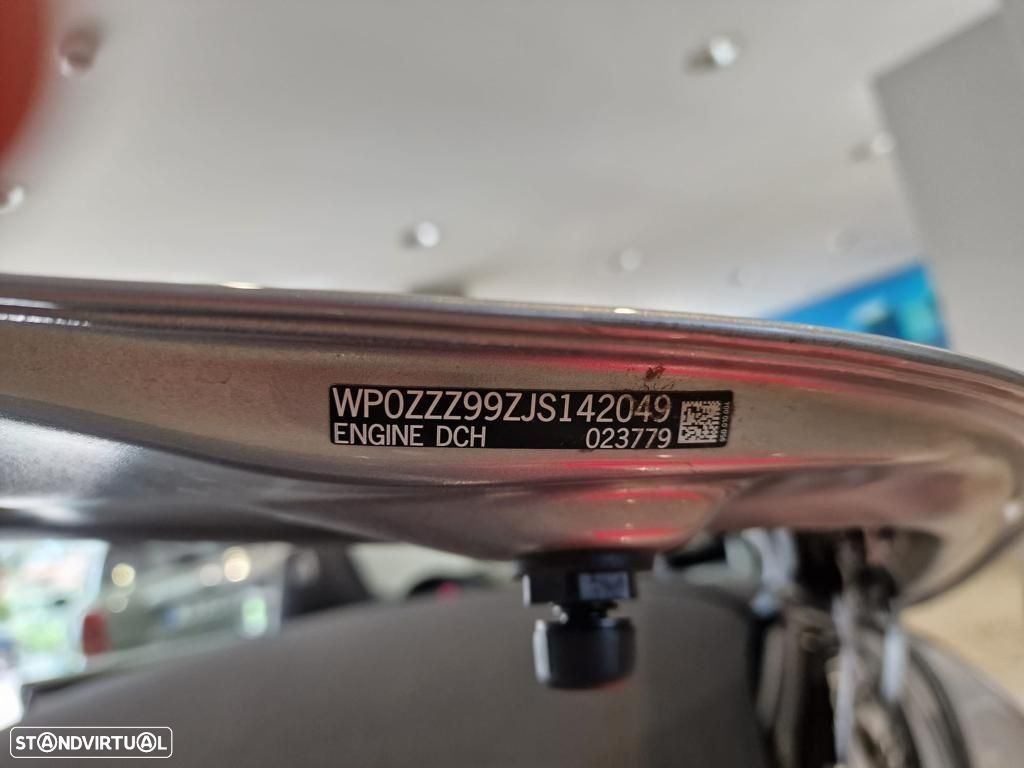 WP0ZZZ99ZJS142049
ENGINE DCH 023779
STANDVIRTUAL